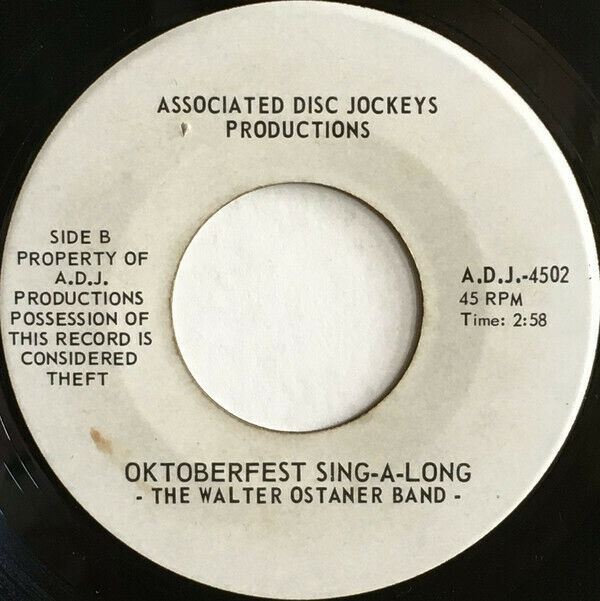 ASSOCIATED DISC JOCKEYS
PRODUCTIONS
SIDE B
PROPERTY OF
A.D.J.
PRODUCTIONS
POSSESSION OF
THIS RECORD IS
CONSIDERED
THEFT
A.D.J.-4502
45 RPM
Time: 2:58
OKTOBERFEST SING-A-LONG
- THE WALTER OSTANER BAND -